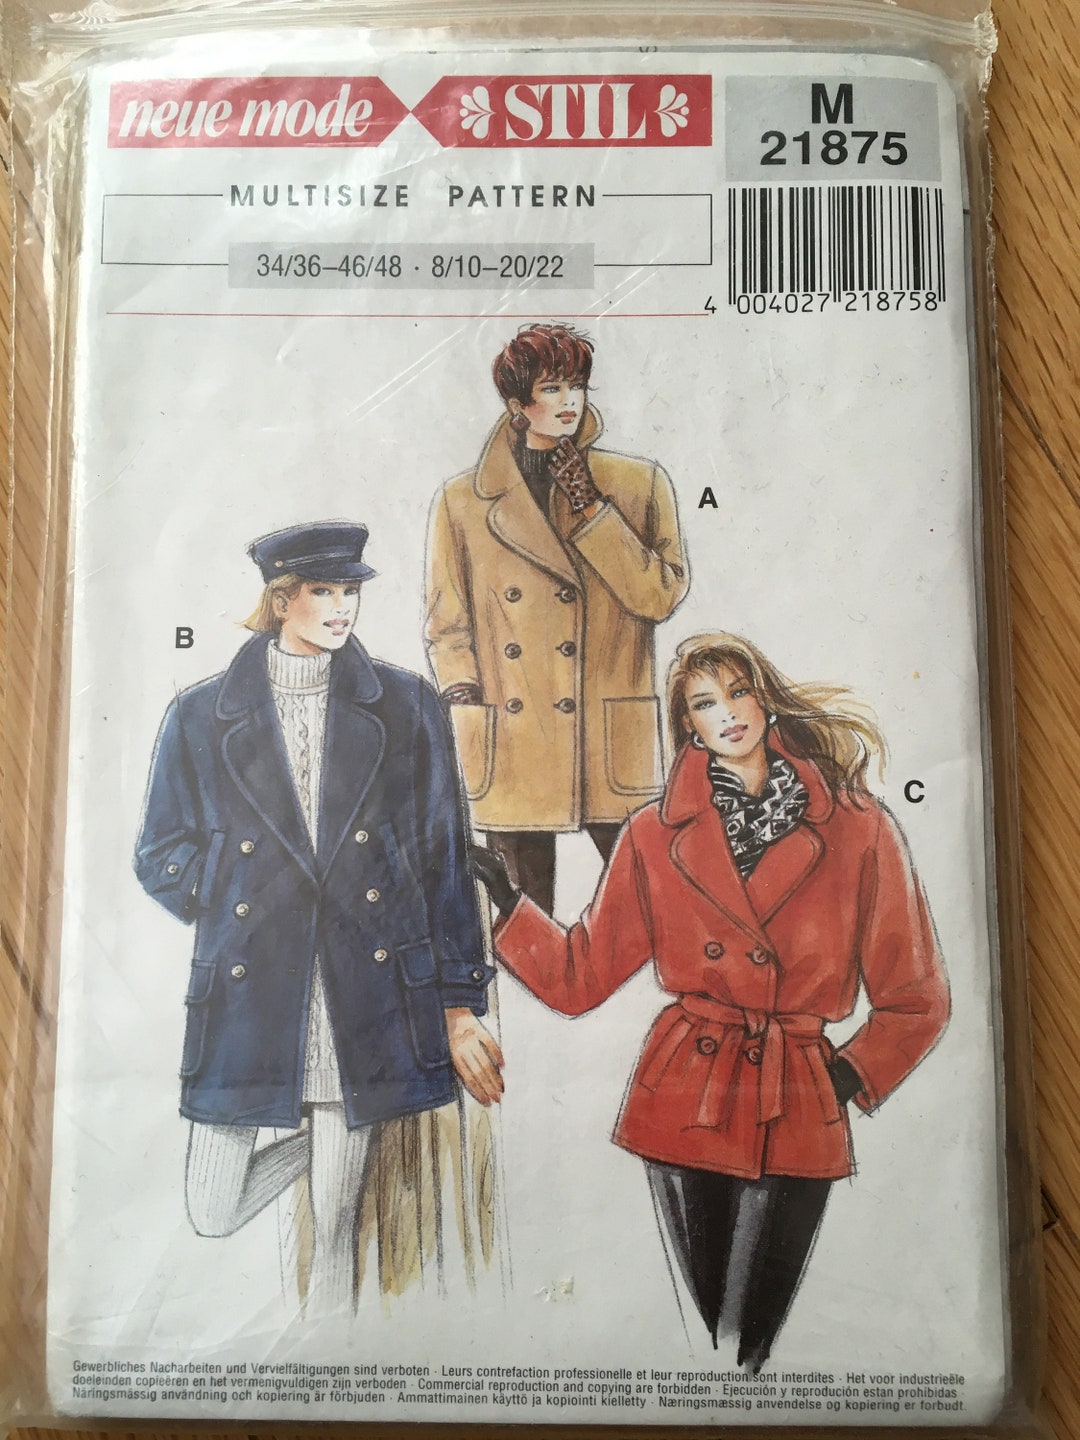 neue mode STIL
M
21875
MULTISIZE PATTERN
34/36–46/48 · 8/10–20/22
4 004027 218758
A
B
C
Gewerbliches Nacharbeiten und Vervielfältigungen sind verboten · Leurs contrefaction professionelle et leur reproduction sont interdites · Het voor industrieële
doeleinden copieëren en het vermenigvuldigen zijn verboden · Commercial reproduction and copying are forbidden · Ejecución y reprodución estan prohibidas ·
Näringsmässig användning och kopiering är förbjuden · Ammattimainen käyttö ja kopiointi kielletty · Næringsmæssig anvendelse og kopiering er forbudt.